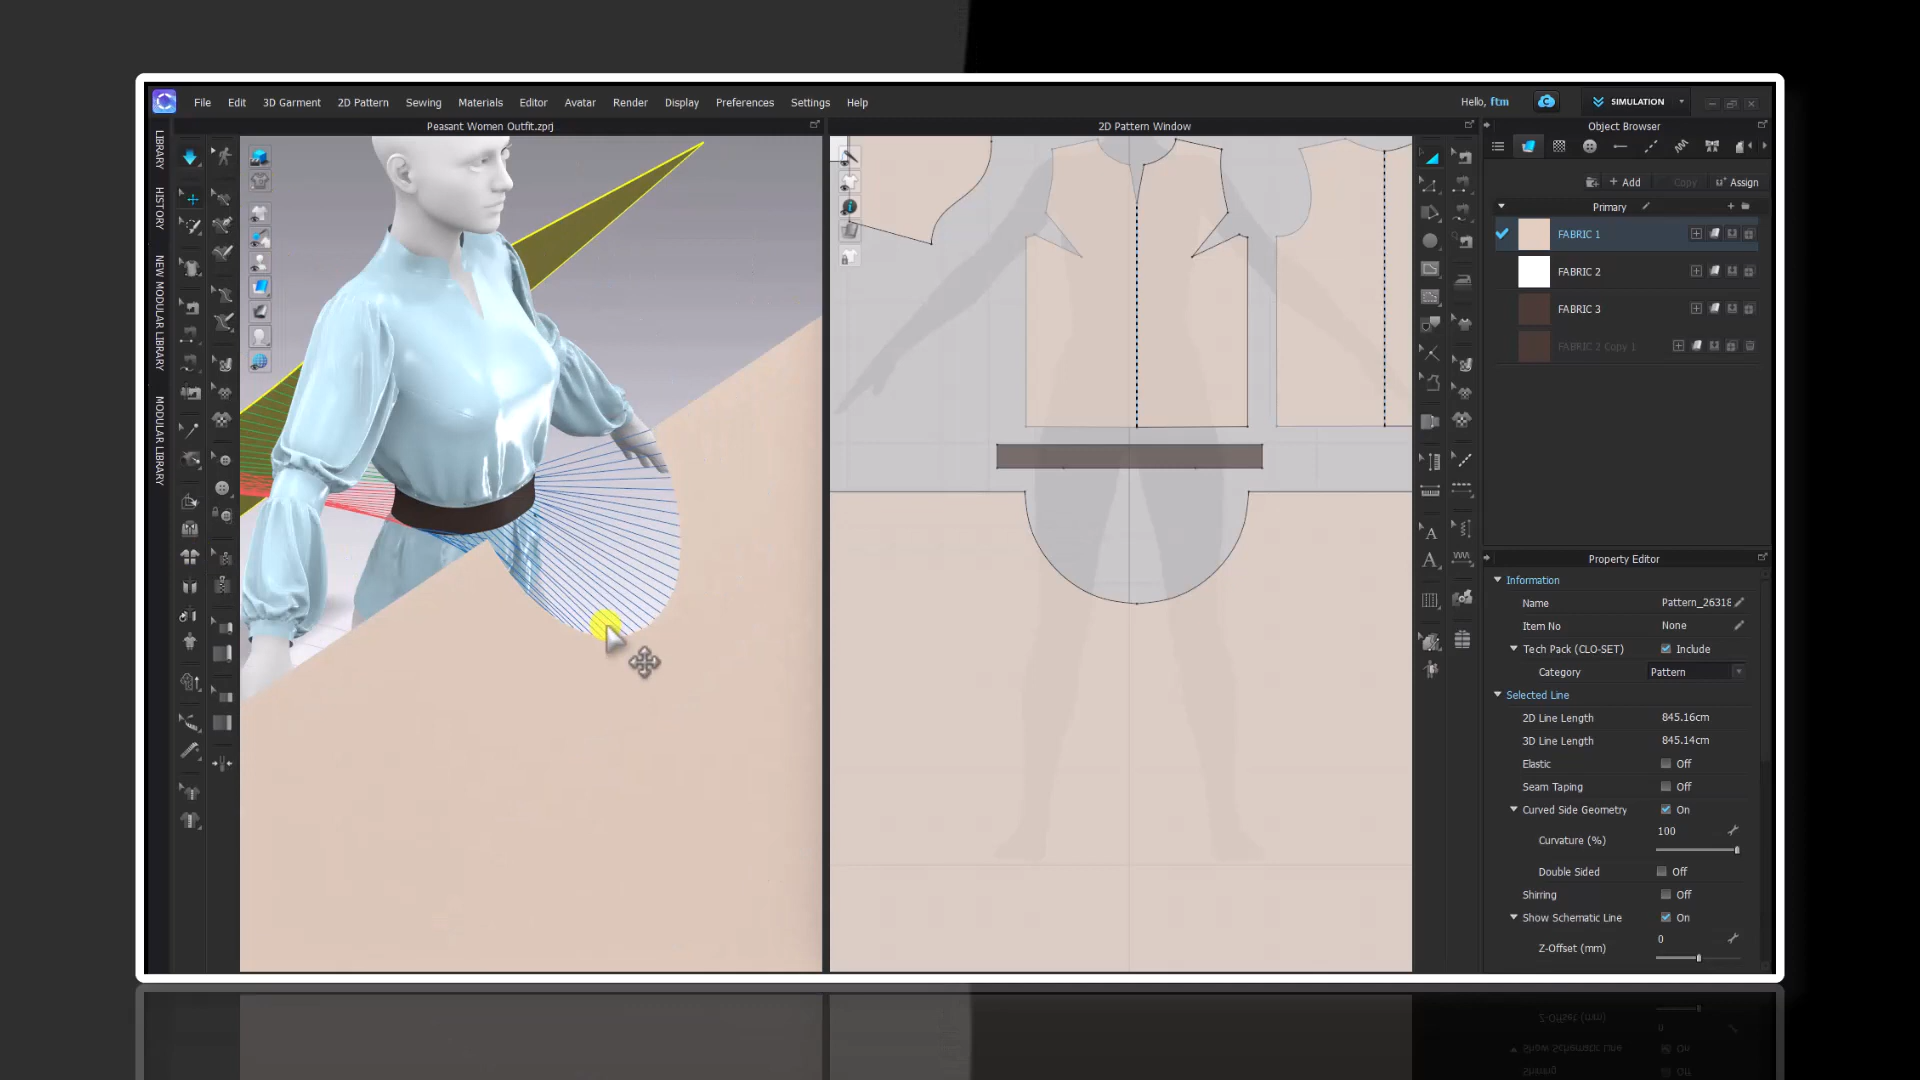 File Edit 3D Garment 2D Pattern Sewing Materials Editor Avatar Render Display Preferences Settings Help
Hello, ftm
SIMULATION
Peasant Women Outfit.zprj
2D Pattern Window
Object Browser
LIBRARY
HISTORY
NEW MODULAR LIBRARY
MODULAR LIBRARY
+ Add Copy Assign
Primary
FABRIC 1
FABRIC 2
FABRIC 3
FABRIC 2 Copy 1
Property Editor
Information
Name Pattern_26318
Item No None
Tech Pack (CLO-SET) Include
Category Pattern
Selected Line
2D Line Length 845.16cm
3D Line Length 845.14cm
Elastic Off
Seam Taping Off
Curved Side Geometry On
Curvature (%) 100
Double Sided Off
Shirring Off
Show Schematic Line On
Z-Offset (mm) 0